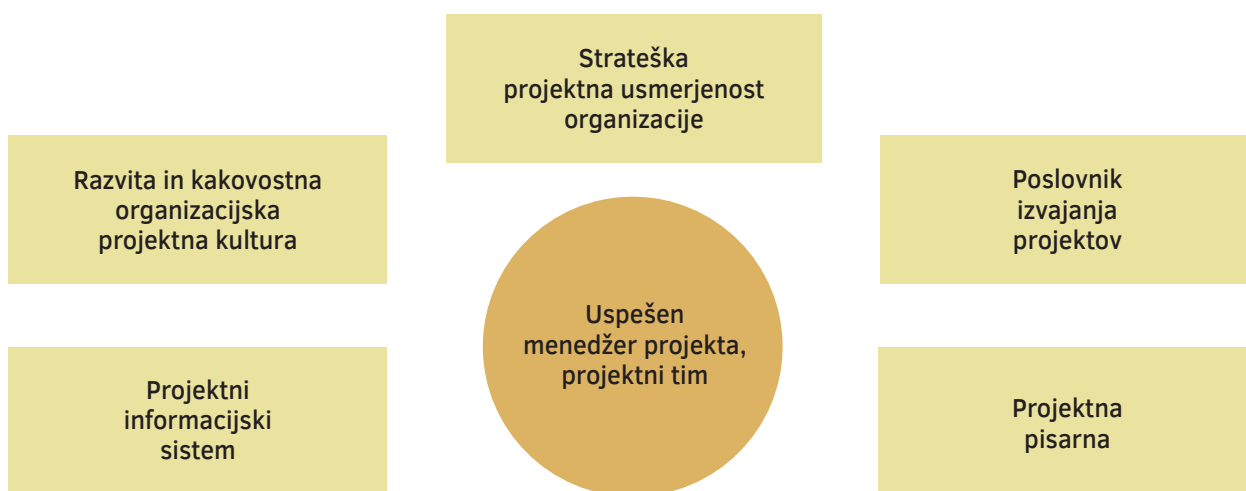 Strateška
projektna usmerjenost
organizacije
Razvita in kakovostna
organizacijska
projektna kultura
Poslovnik
izvajanja
projektov
Uspešen
menedžer projekta,
projektni tim
Projektni
informacijski
sistem
Projektna
pisarna